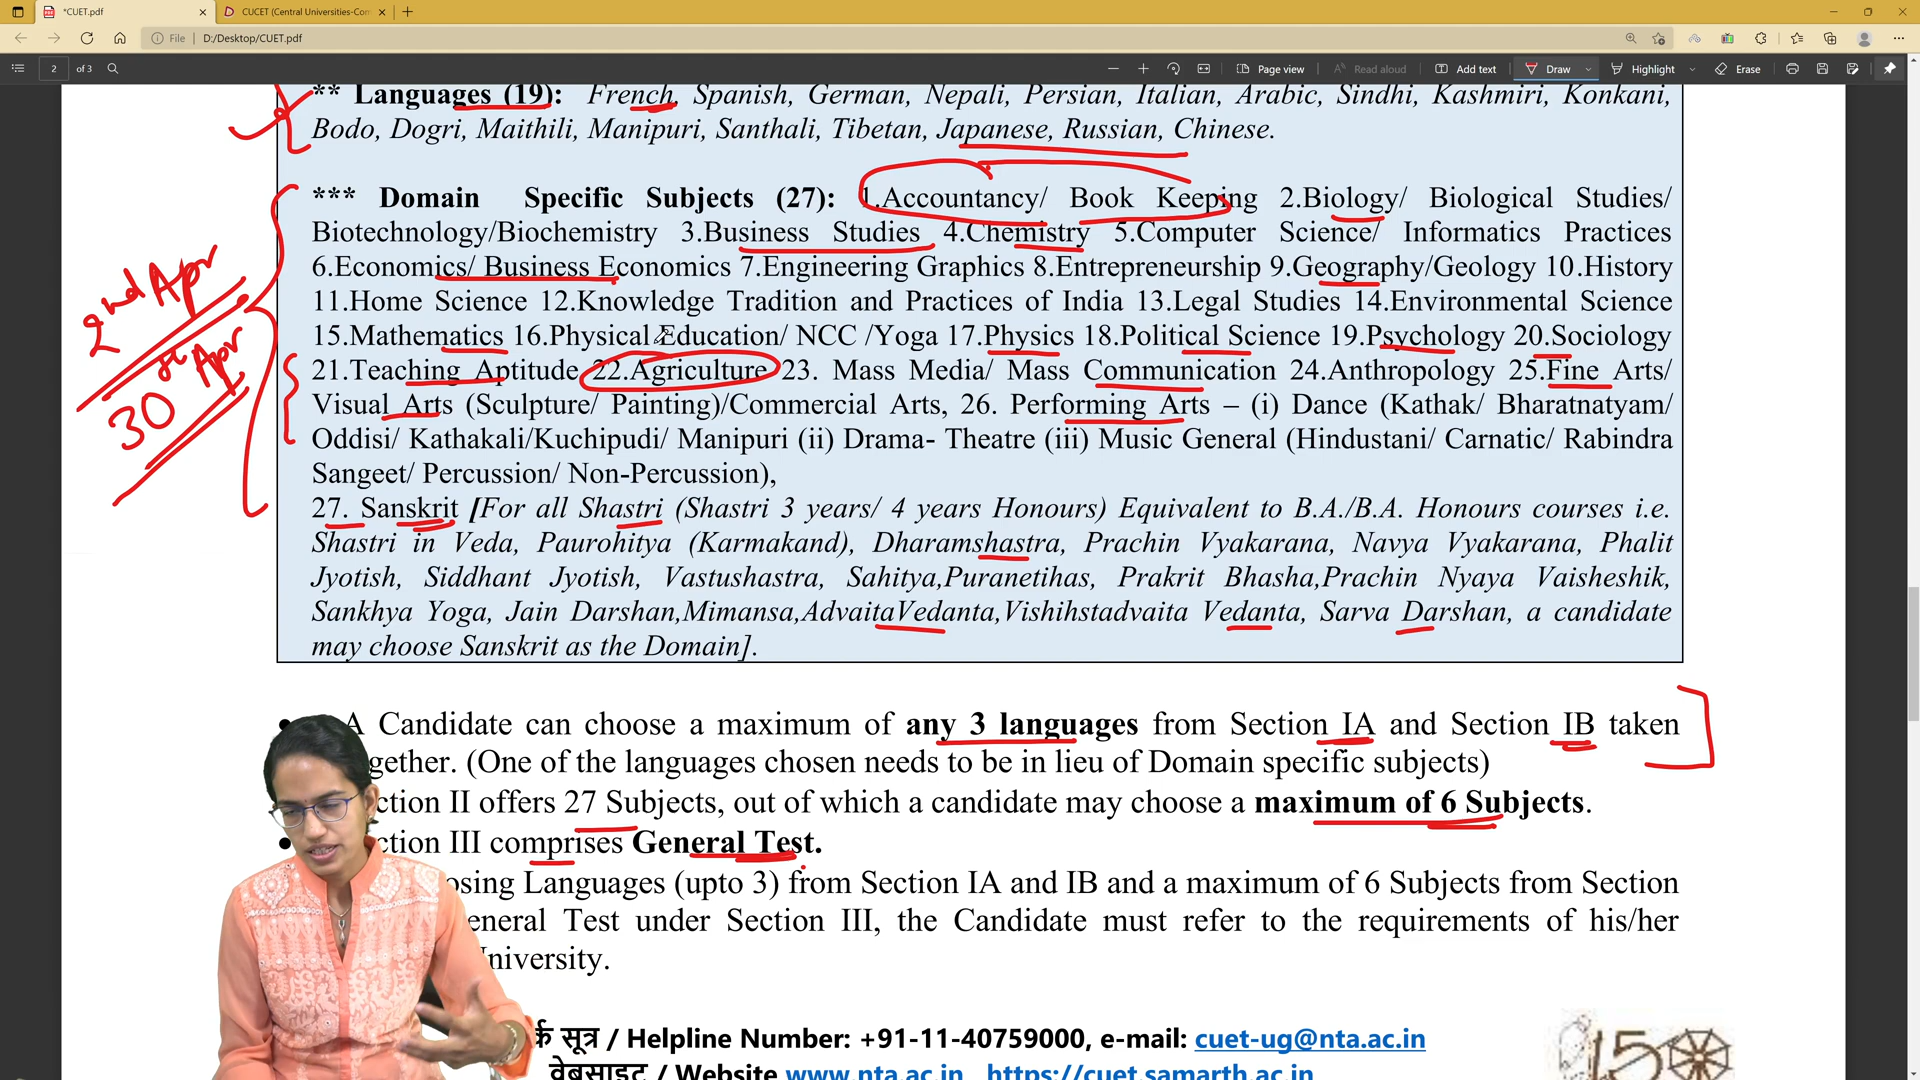 *CUET.pdf
CUCET (Central Universities-Com
File D:/Desktop/CUET.pdf
2 of 3 Page view Read aloud Add text Draw Highlight Erase
** Languages (19): French, Spanish, German, Nepali, Persian, Italian, Arabic, Sindhi, Kashmiri, Konkani,
Bodo, Dogri, Maithili, Manipuri, Santhali, Tibetan, Japanese, Russian, Chinese.
*** Domain Specific Subjects (27): 1.Accountancy/ Book Keeping 2.Biology/ Biological Studies/
Biotechnology/Biochemistry 3.Business Studies 4.Chemistry 5.Computer Science/ Informatics Practices
6.Economics/ Business Economics 7.Engineering Graphics 8.Entrepreneurship 9.Geography/Geology 10.History
11.Home Science 12.Knowledge Tradition and Practices of India 13.Legal Studies 14.Environmental Science
15.Mathematics 16.Physical Education/ NCC /Yoga 17.Physics 18.Political Science 19.Psychology 20.Sociology
21.Teaching Aptitude 22.Agriculture 23. Mass Media/ Mass Communication 24.Anthropology 25.Fine Arts/
Visual Arts (Sculpture/ Painting)/Commercial Arts, 26. Performing Arts – (i) Dance (Kathak/ Bharatnatyam/
Oddisi/ Kathakali/Kuchipudi/ Manipuri (ii) Drama- Theatre (iii) Music General (Hindustani/ Carnatic/ Rabindra
Sangeet/ Percussion/ Non-Percussion),
27. Sanskrit [For all Shastri (Shastri 3 years/ 4 years Honours) Equivalent to B.A./B.A. Honours courses i.e.
Shastri in Veda, Paurohitya (Karmakand), Dharamshastra, Prachin Vyakarana, Navya Vyakarana, Phalit
Jyotish, Siddhant Jyotish, Vastushastra, Sahitya,Puranetihas, Prakrit Bhasha,Prachin Nyaya Vaisheshik,
Sankhya Yoga, Jain Darshan,Mimansa,AdvaitaVedanta,Vishihstadvaita Vedanta, Sarva Darshan, a candidate
may choose Sanskrit as the Domain].
2nd Apr
30 Apr
A Candidate can choose a maximum of any 3 languages from Section IA and Section IB taken
gether. (One of the languages chosen needs to be in lieu of Domain specific subjects)
ction II offers 27 Subjects, out of which a candidate may choose a maximum of 6 Subjects.
ction III comprises General Test.
osing Languages (upto 3) from Section IA and IB and a maximum of 6 Subjects from Section
eneral Test under Section III, the Candidate must refer to the requirements of his/her
University.
र्क सूत्र / Helpline Number: +91-11-40759000, e-mail: cuet-ug@nta.ac.in
वेबसाइट / Website www.nta.ac.in https://cuet.samarth.ac.in
15